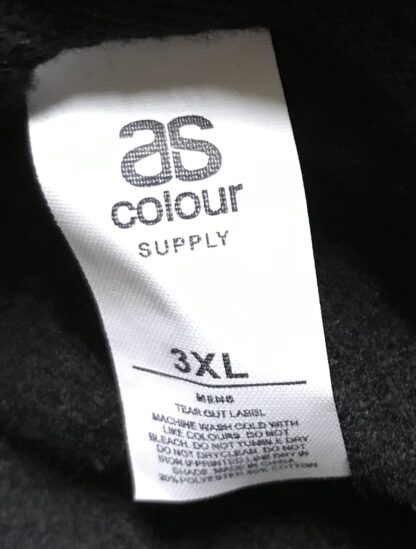 as
colour
SUPPLY
3XL
MENS
TEAR OUT LABEL
MACHINE WASH COLD WITH
LIKE COLOURS. DO NOT
BLEACH. DO NOT TUMBLE DRY
DO NOT DRYCLEAN. DO NOT
IRON IF PRINTED. LINE DRY IN
SHADE. MADE IN CHINA
POLYESTER COTTON